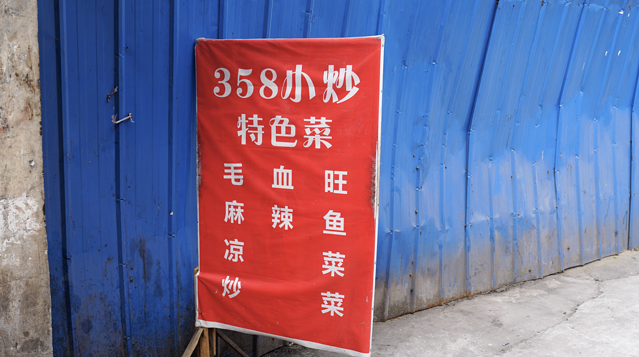 358小炒
特色菜
毛血旺
麻辣鱼
凉菜
炒菜